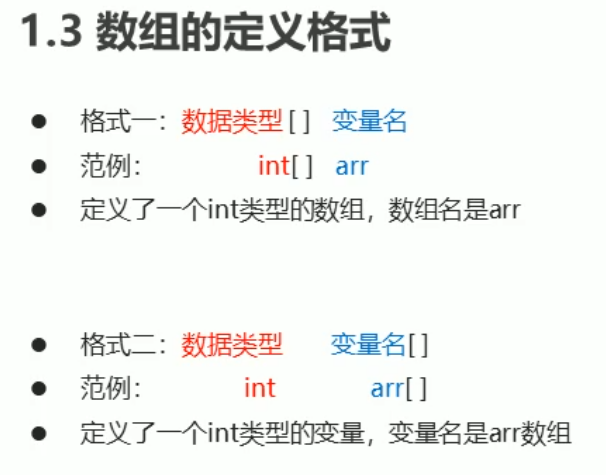 1.3 数组的定义格式
● 格式一：数据类型[ ] 变量名
● 范例： int[ ] arr
● 定义了一个int类型的数组，数组名是arr
● 格式二：数据类型 变量名[ ]
● 范例： int arr[ ]
● 定义了一个int类型的变量，变量名是arr数组